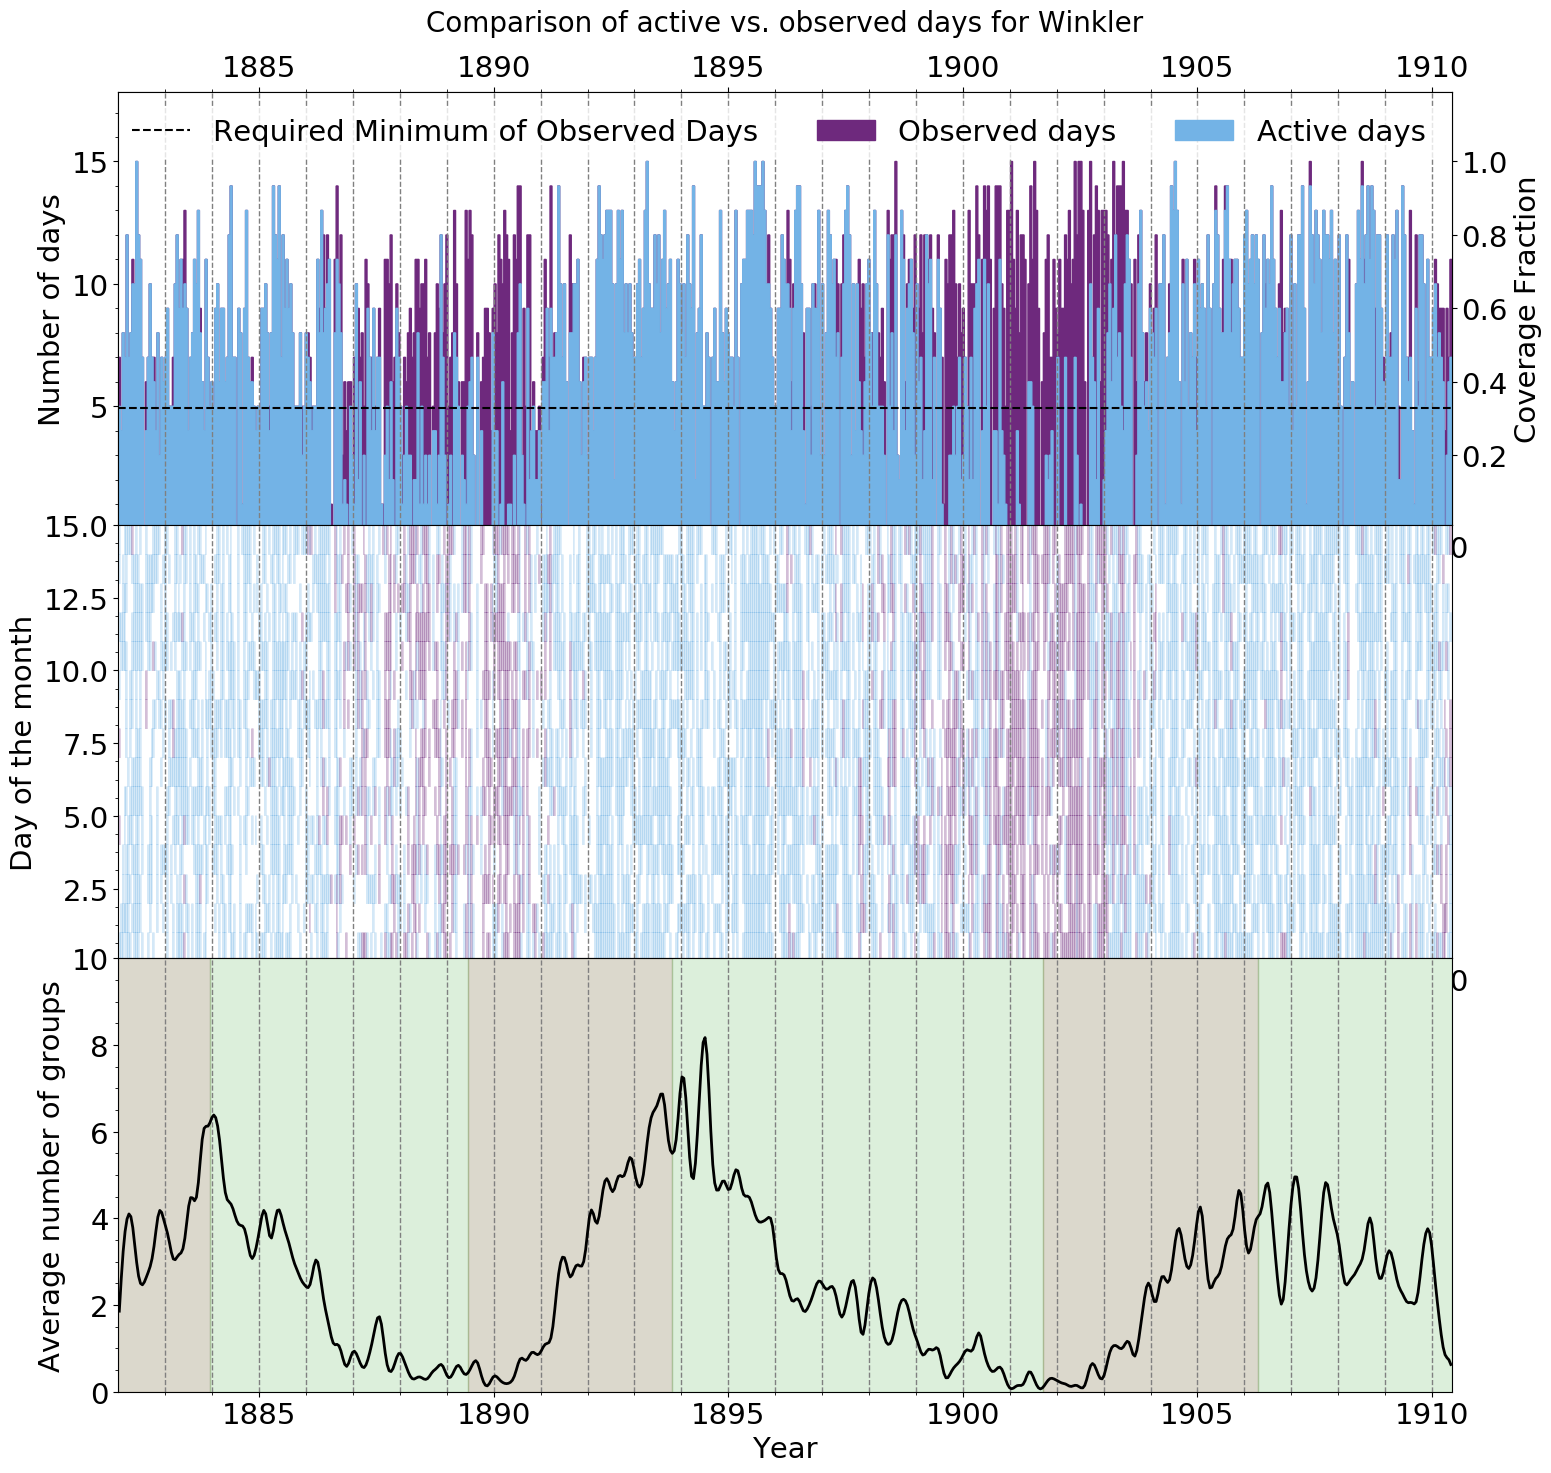 Comparison of active vs. observed days for Winkler
1885 1890 1895 1900 1905 1910
Required Minimum of Observed Days Observed days Active days
Number of days
15
10
5
Coverage Fraction
1.0
0.8
0.6
0.4
0.2
0
Day of the month
15.0
12.5
10.0
7.5
5.0
2.5
0
Average number of groups
10
8
6
4
2
0
1885 1890 1895 1900 1905 1910
Year